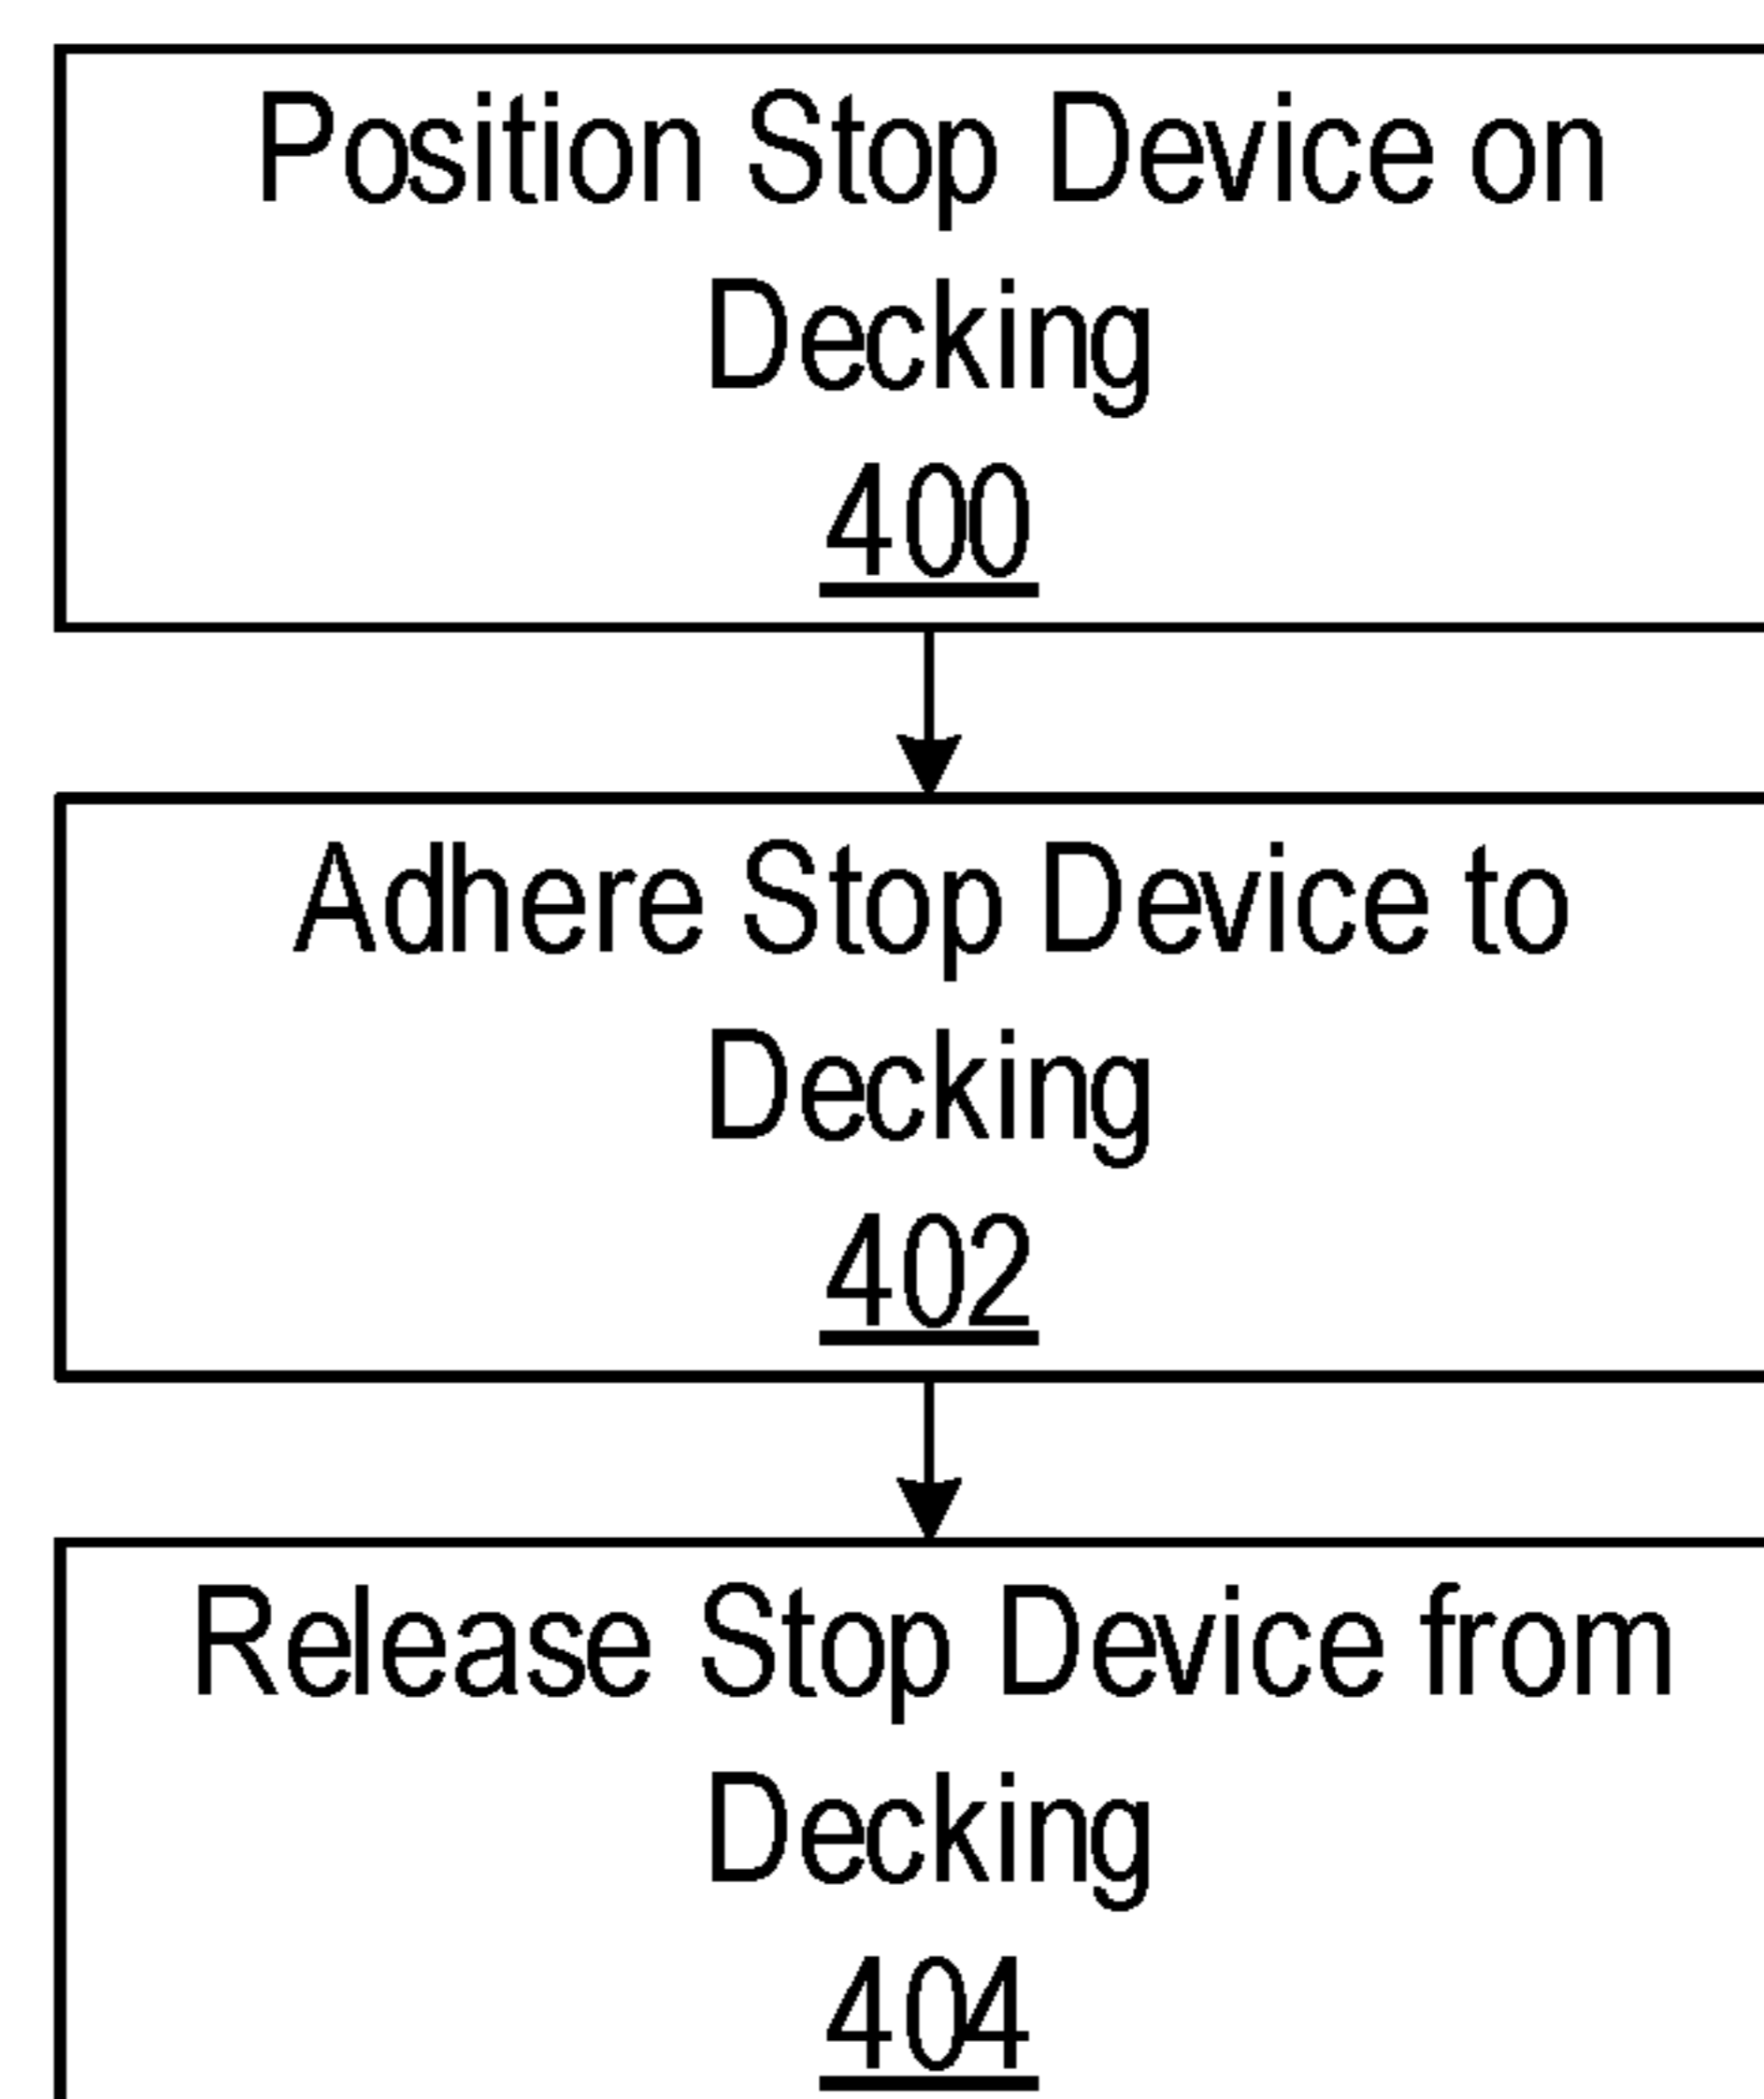 Position Stop Device on
Decking
400
Adhere Stop Device to
Decking
402
Release Stop Device from
Decking
404